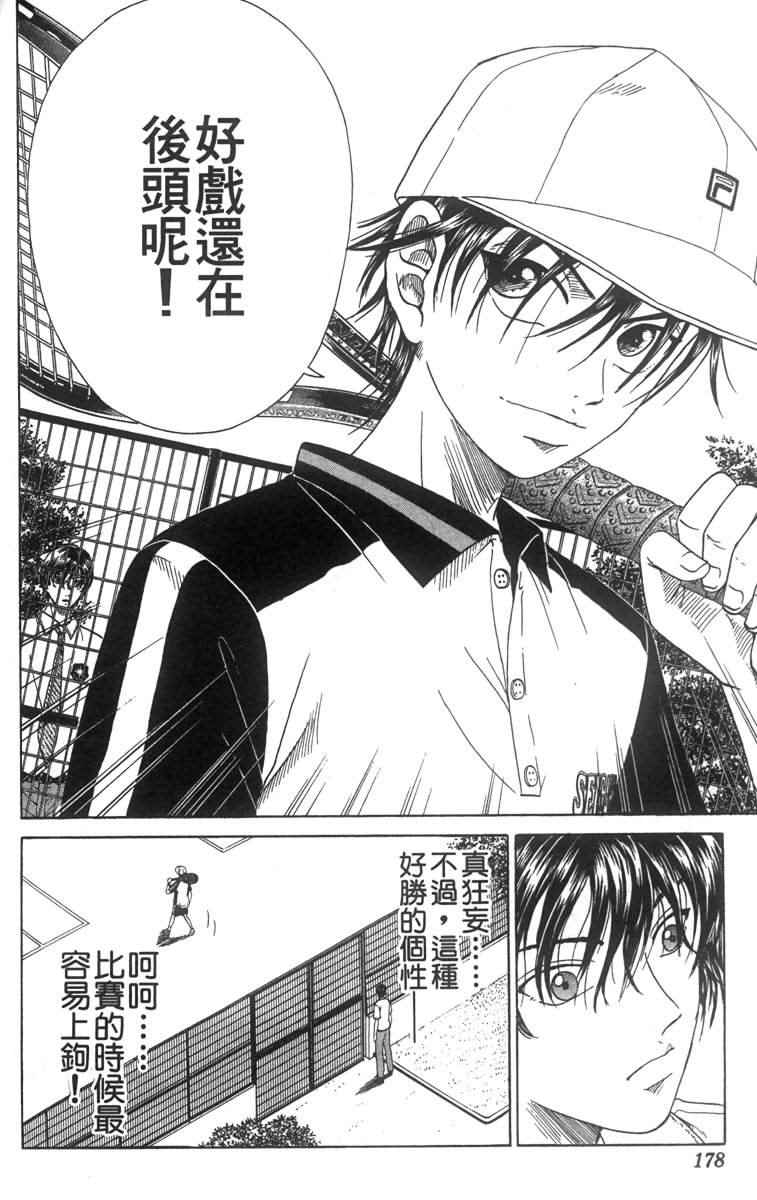 好戲還在
後頭呢！
F
真狂妄……
不過，這種
好勝的個性
呵呵……
比賽的時候最
容易上鉤！
178